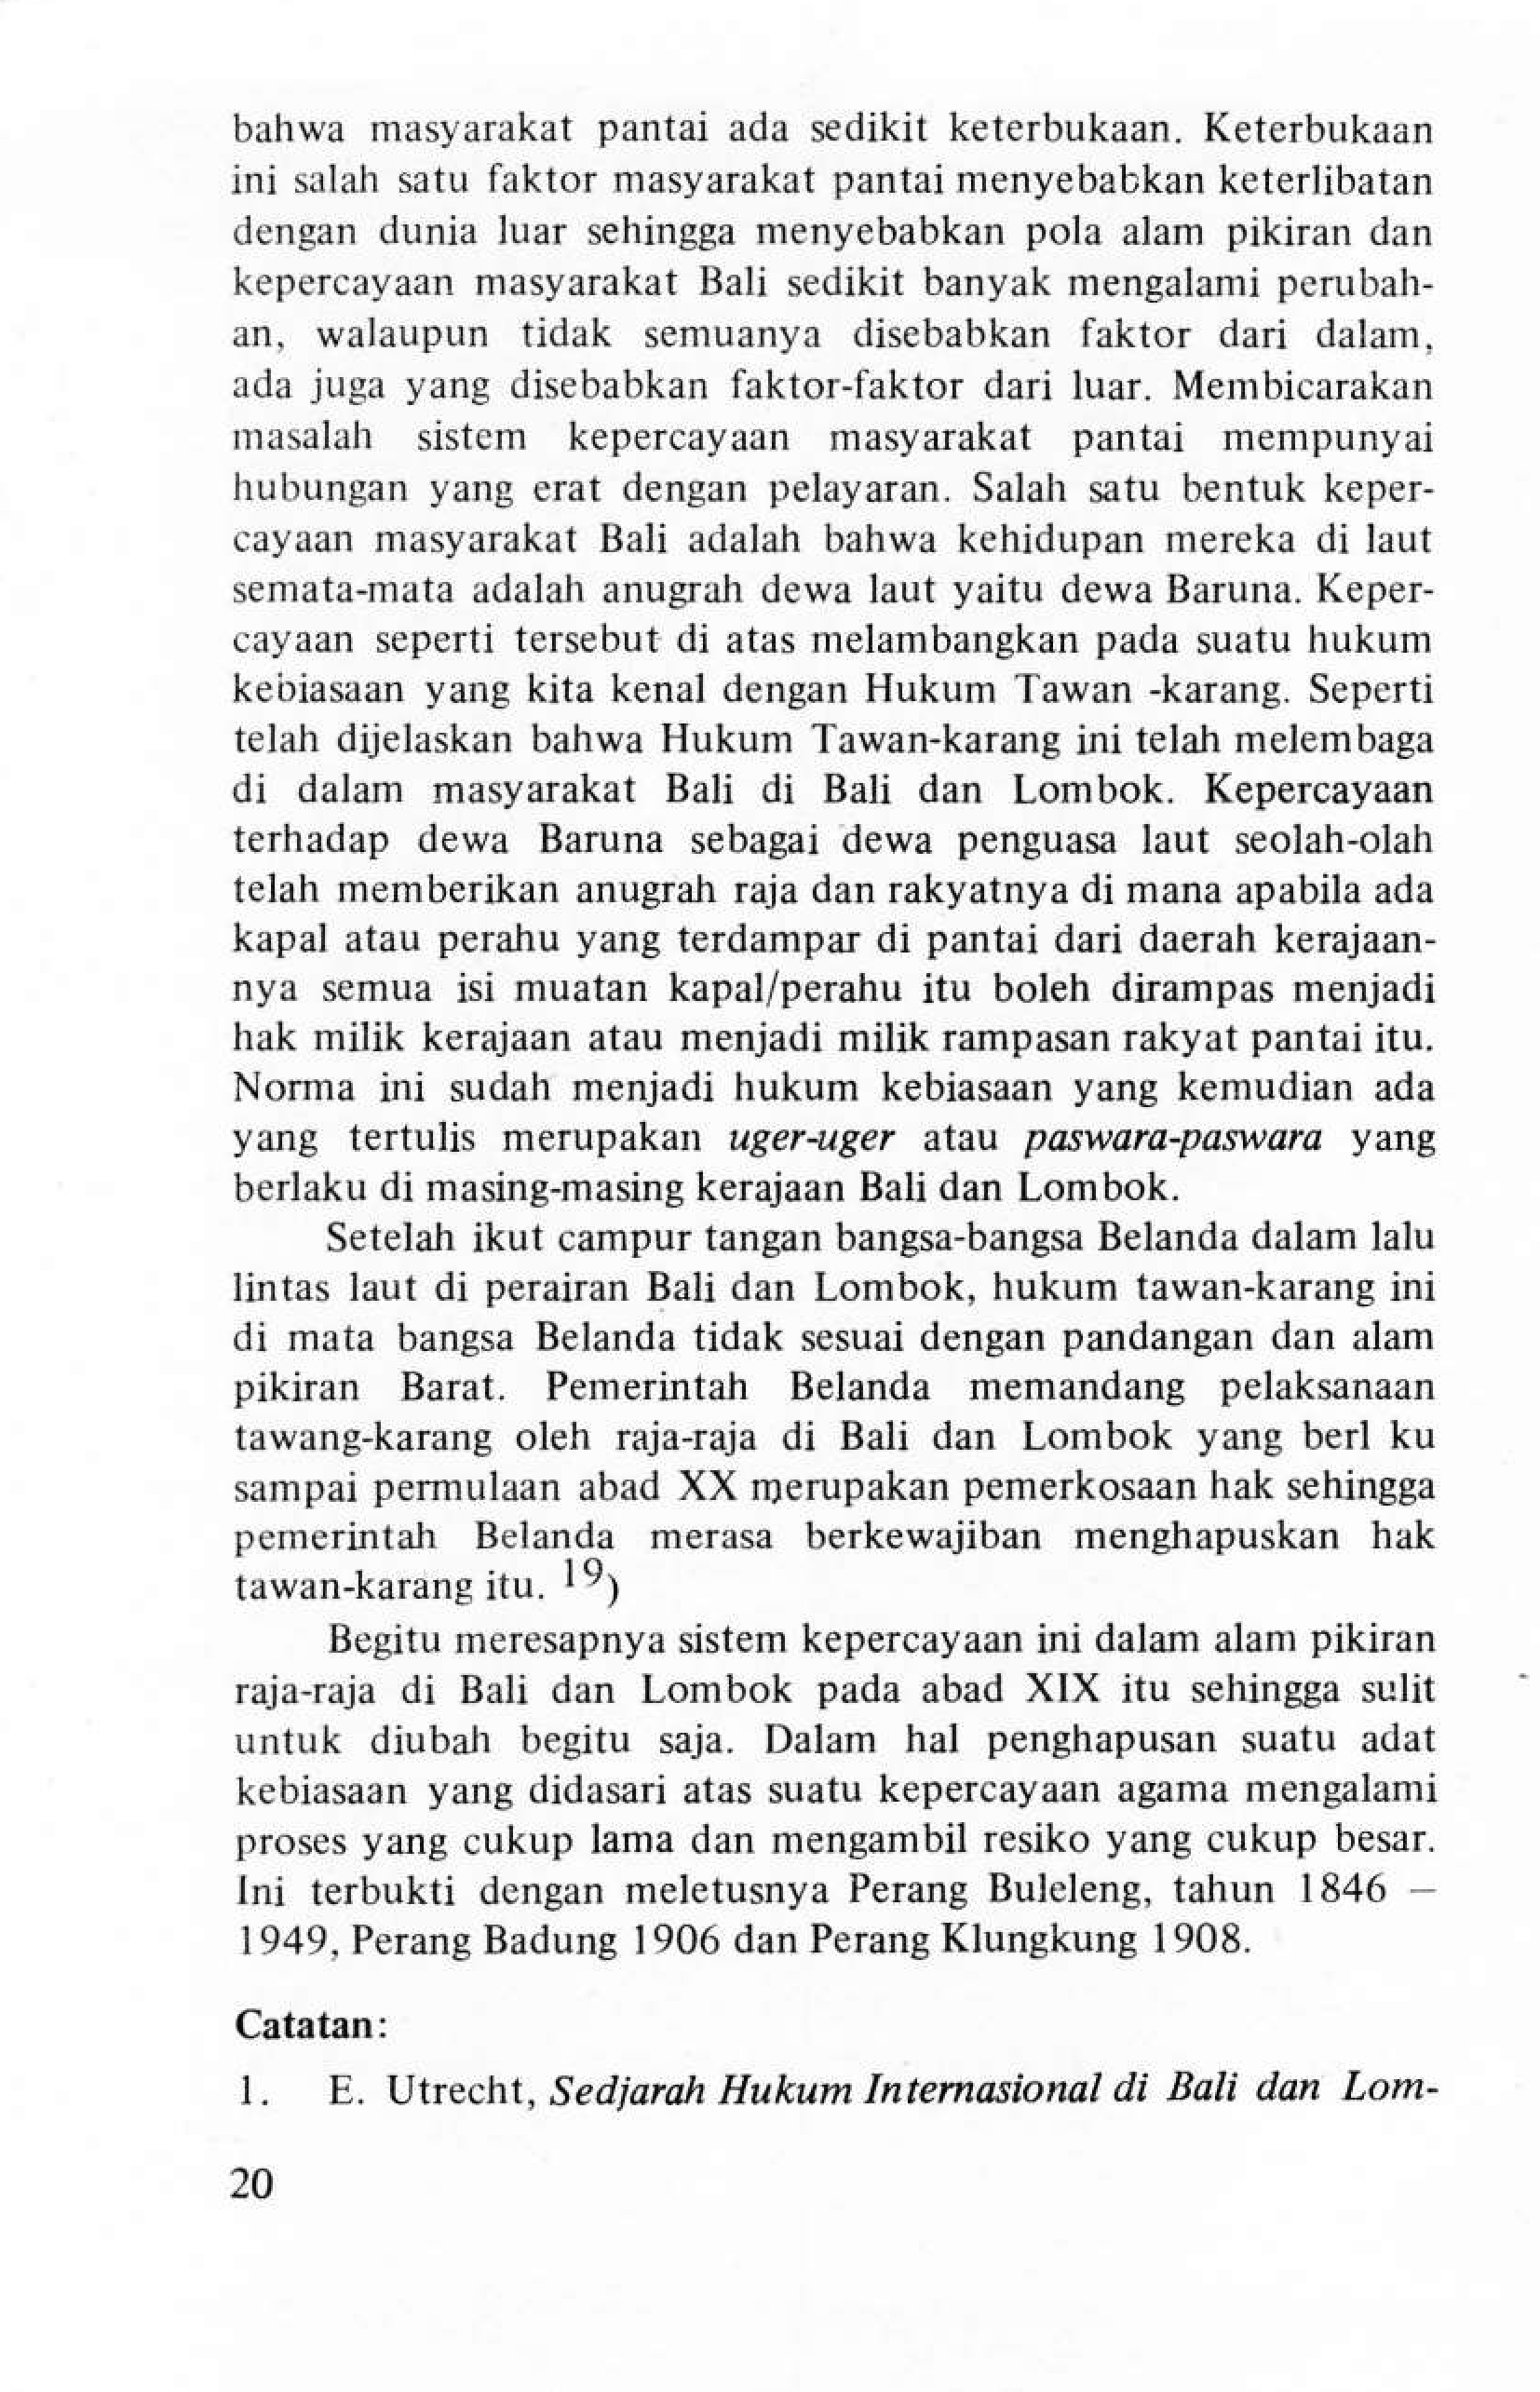 bahwa masyarakat pantai ada sedikit keterbukaan. Keterbukaan
ini salah satu faktor masyarakat pantai menyebabkan keterlibatan
dengan dunia luar sehingga menyebabkan pola alam pikiran dan
kepercayaan masyarakat Bali sedikit banyak mengalami perubah-
an, walaupun tidak semuanya disebabkan faktor dari dalam,
ada juga yang disebabkan faktor-faktor dari luar. Membicarakan
masalah sistem kepercayaan masyarakat pantai mempunyai
hubungan yang erat dengan pelayaran. Salah satu bentuk keper-
cayaan masyarakat Bali adalah bahwa kehidupan mereka di laut
semata-mata adalah anugrah dewa laut yaitu dewa Baruna. Keper-
cayaan seperti tersebut di atas melambangkan pada suatu hukum
kebiasaan yang kita kenal dengan Hukum Tawan -karang. Seperti
telah dijelaskan bahwa Hukum Tawan-karang ini telah melembaga
di dalam masyarakat Bali di Bali dan Lombok. Kepercayaan
terhadap dewa Baruna sebagai dewa penguasa laut seolah-olah
telah memberikan anugrah raja dan rakyatnya di mana apabila ada
kapal atau perahu yang terdampar di pantai dari daerah kerajaan-
nya semua isi muatan kapal/perahu itu boleh dirampas menjadi
hak milik kerajaan atau menjadi milik rampasan rakyat pantai itu.
Norma ini sudah menjadi hukum kebiasaan yang kemudian ada
yang tertulis merupakan uger-uger atau paswara-paswara yang
berlaku di masing-masing kerajaan Bali dan Lombok.
Setelah ikut campur tangan bangsa-bangsa Belanda dalam lalu
lintas laut di perairan Bali dan Lombok, hukum tawan-karang ini
di mata bangsa Belanda tidak sesuai dengan pandangan dan alam
pikiran Barat. Pemerintah Belanda memandang pelaksanaan
tawang-karang oleh raja-raja di Bali dan Lombok yang berl ku
sampai permulaan abad XX merupakan pemerkosaan hak sehingga
pemerintah Belanda merasa berkewajiban menghapuskan hak
tawan-karang itu. 19)
Begitu meresapnya sistem kepercayaan ini dalam alam pikiran
raja-raja di Bali dan Lombok pada abad XIX itu sehingga sulit
untuk diubah begitu saja. Dalam hal penghapusan suatu adat
kebiasaan yang didasari atas suatu kepercayaan agama mengalami
proses yang cukup lama dan mengambil resiko yang cukup besar.
Ini terbukti dengan meletusnya Perang Buleleng, tahun 1846 –
1949, Perang Badung 1906 dan Perang Klungkung 1908.
Catatan:
1. E. Utrecht, Sedjarah Hukum Internasional di Bali dan Lom-
20